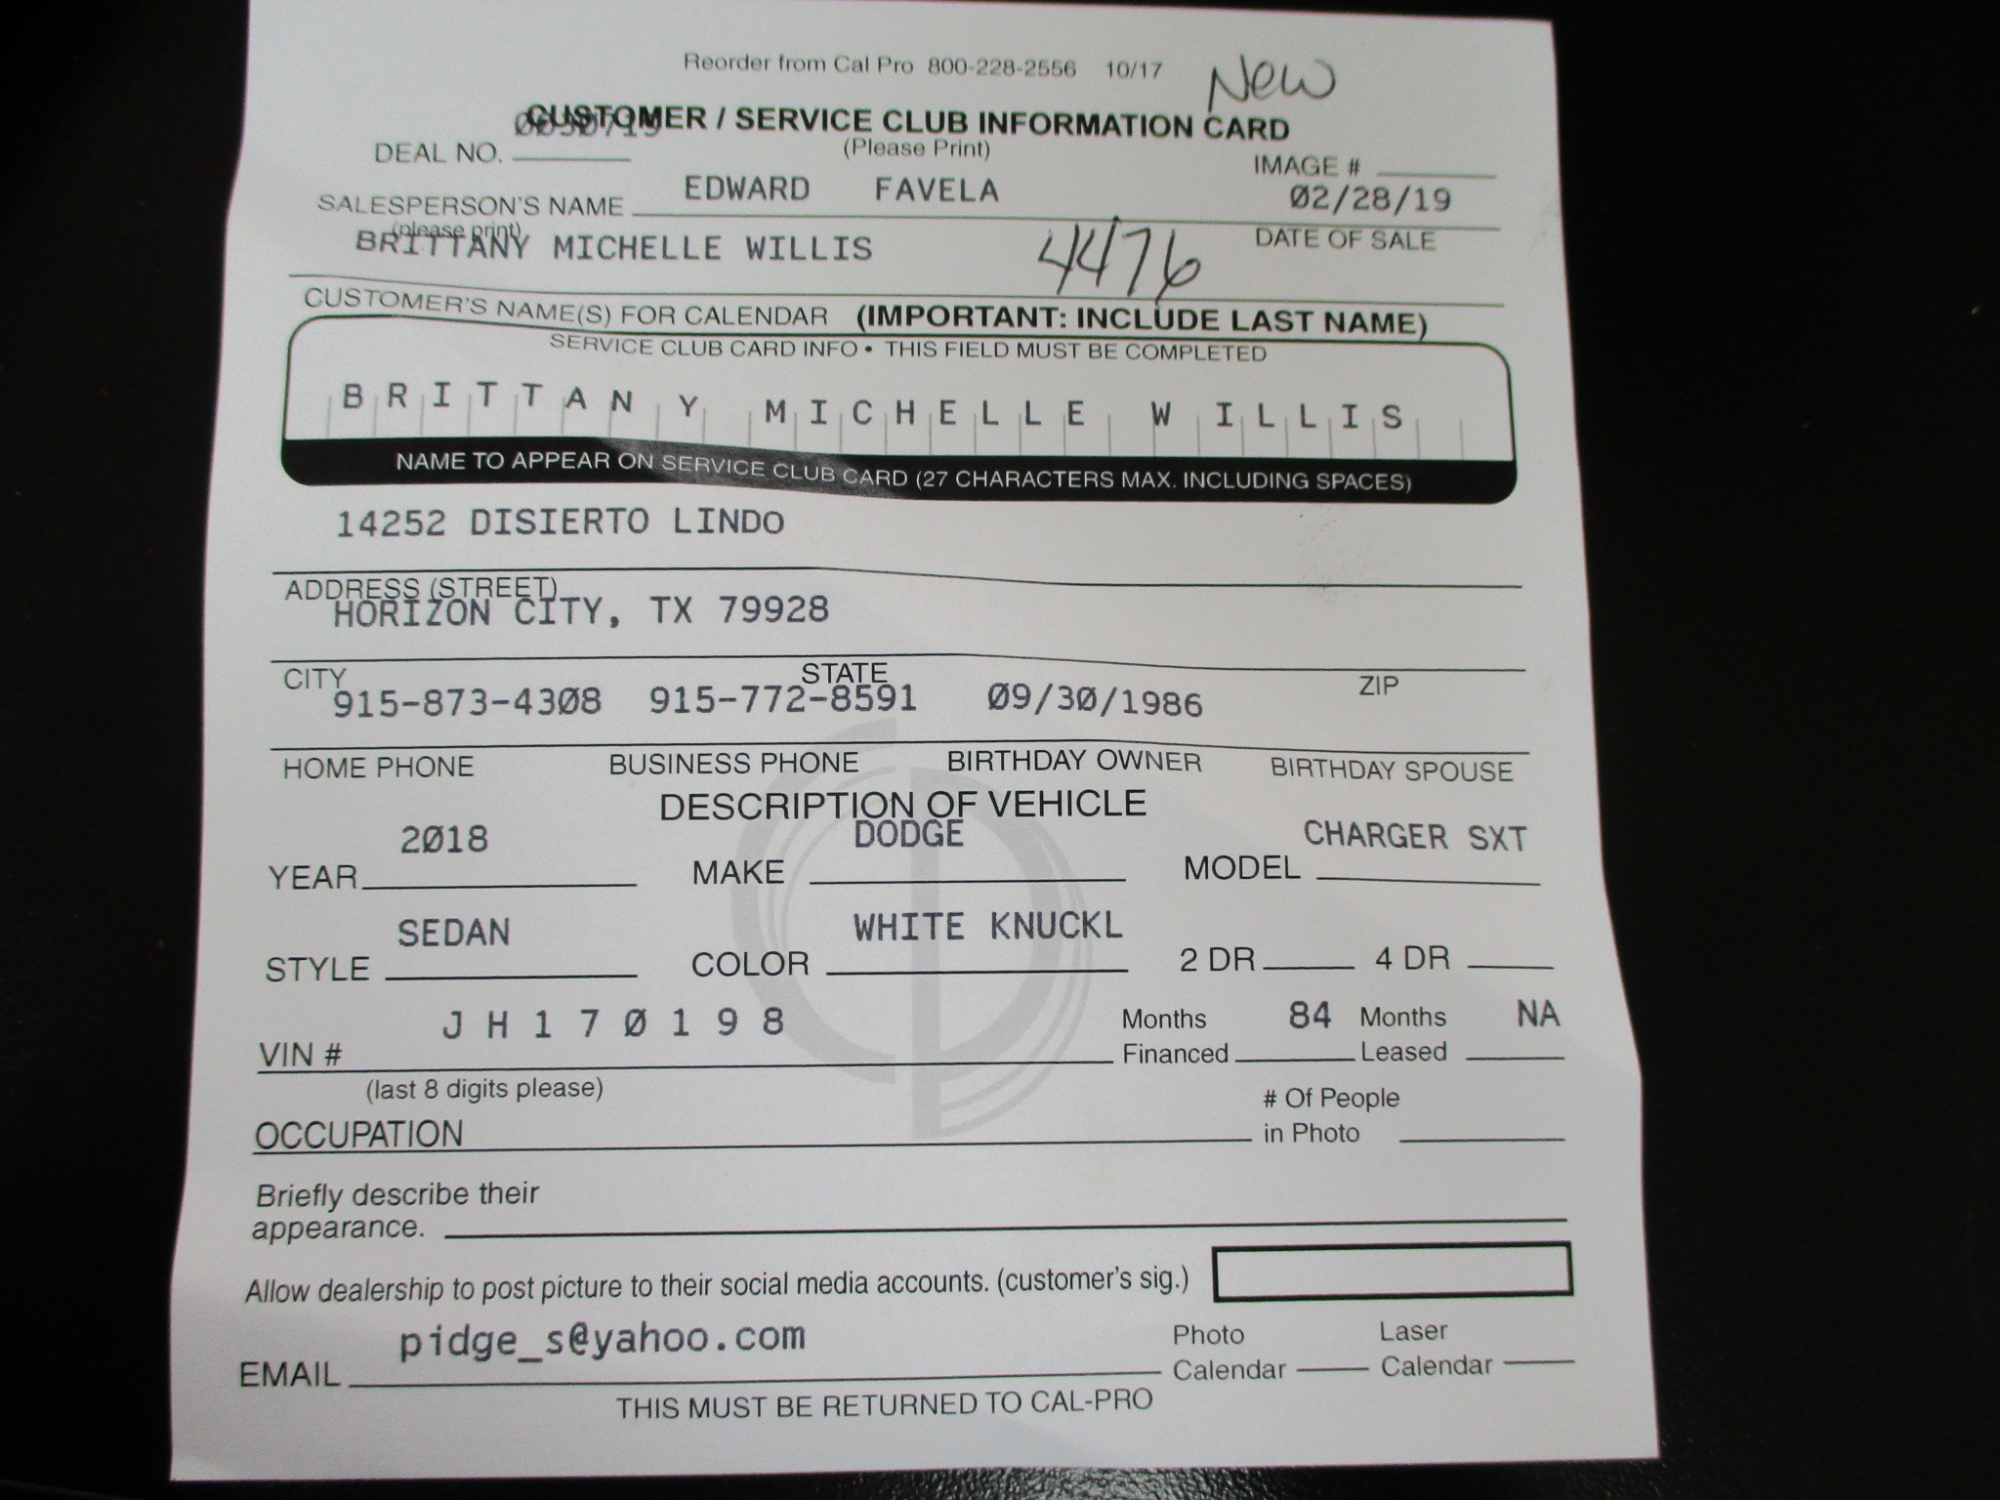 Reorder from Cal Pro 800-228-2556 10/17 New
CUSTOMER / SERVICE CLUB INFORMATION CARD
(Please Print)
DEAL NO.
IMAGE #
SALESPERSON'S NAME EDWARD FAVELA 02/28/19
(please print) DATE OF SALE
BRITTANY MICHELLE WILLIS 4476
CUSTOMER'S NAME(S) FOR CALENDAR (IMPORTANT: INCLUDE LAST NAME)
SERVICE CLUB CARD INFO • THIS FIELD MUST BE COMPLETED
BRITTANY MICHELLE WILLIS
NAME TO APPEAR ON SERVICE CLUB CARD (27 CHARACTERS MAX. INCLUDING SPACES)
14252 DISIERTO LINDO
ADDRESS (STREET)
HORIZON CITY, TX 79928
CITY STATE ZIP
915-873-4308 915-772-8591 09/30/1986
HOME PHONE BUSINESS PHONE BIRTHDAY OWNER BIRTHDAY SPOUSE
DESCRIPTION OF VEHICLE
YEAR 2018 MAKE DODGE MODEL CHARGER SXT
STYLE SEDAN COLOR WHITE KNUCKL 2 DR 4 DR
VIN # JH170198 Months Financed 84 Months Leased NA
(last 8 digits please)
OCCUPATION # Of People in Photo
Briefly describe their
appearance.
Allow dealership to post picture to their social media accounts. (customer's sig.)
EMAIL pidge_s@yahoo.com Photo Calendar Laser Calendar
THIS MUST BE RETURNED TO CAL-PRO